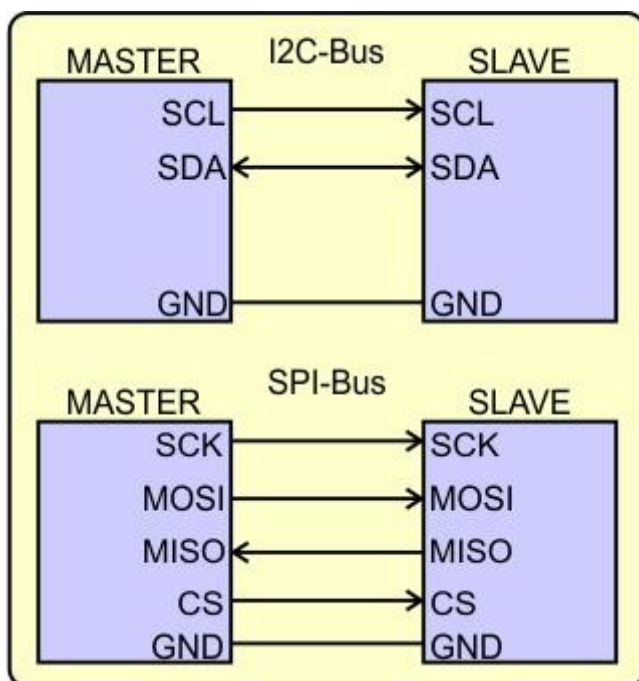 I2C-Bus
MASTER SLAVE
SCL SCL
SDA SDA
GND GND
SPI-Bus
MASTER SLAVE
SCK SCK
MOSI MOSI
MISO MISO
CS CS
GND GND